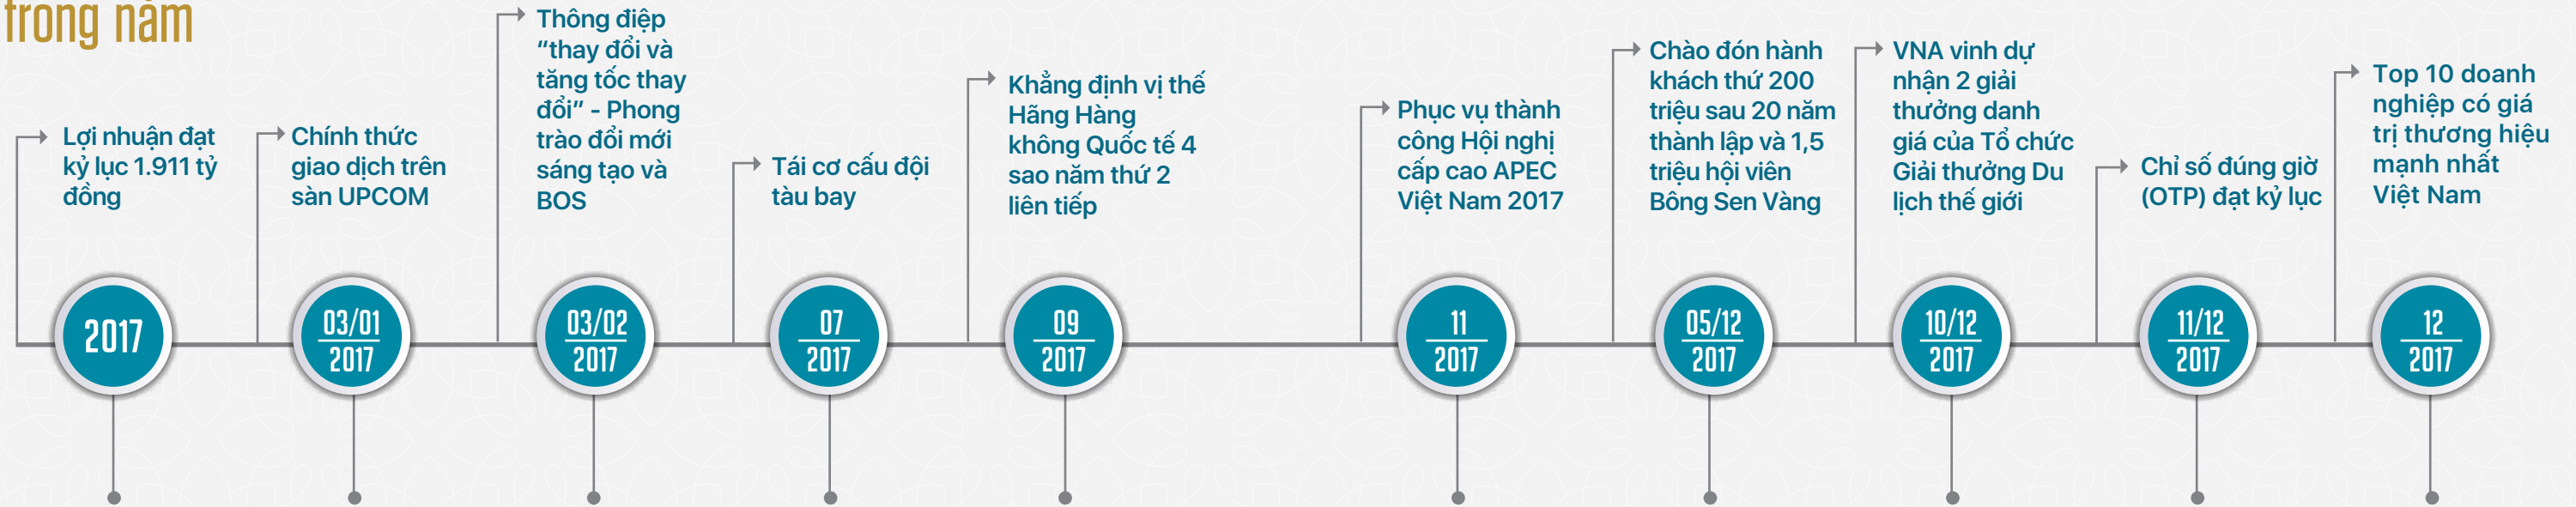 trong năm
Lợi nhuận đạt
kỷ lục 1.911 tỷ
đồng
2017
Chính thức
giao dịch trên
sàn UPCOM
03/01
2017
Thông điệp
“thay đổi và
tăng tốc thay
đổi” - Phong
trào đổi mới
sáng tạo và
BOS
03/02
2017
Tái cơ cấu đội
tàu bay
07
2017
Khẳng định vị thế
Hãng Hàng
không Quốc tế 4
sao năm thứ 2
liên tiếp
09
2017
Phục vụ thành
công Hội nghị
cấp cao APEC
Việt Nam 2017
11
2017
Chào đón hành
khách thứ 200
triệu sau 20 năm
thành lập và 1,5
triệu hội viên
Bông Sen Vàng
05/12
2017
VNA vinh dự
nhận 2 giải
thưởng danh
giá của Tổ chức
Giải thưởng Du
lịch thế giới
10/12
2017
Chỉ số đúng giờ
(OTP) đạt kỷ lục
11/12
2017
Top 10 doanh
nghiệp có giá
trị thương hiệu
mạnh nhất
Việt Nam
12
2017